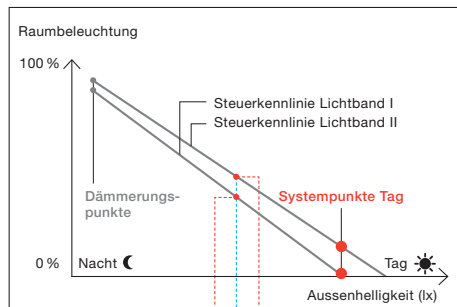 Raumbeleuchtung
100 %
Steuerkennlinie Lichtband I
Steuerkennlinie Lichtband II
Dämmerungs-
punkte
Systempunkte Tag
0 %
Nacht
Tag
Aussenhelligkeit (lx)